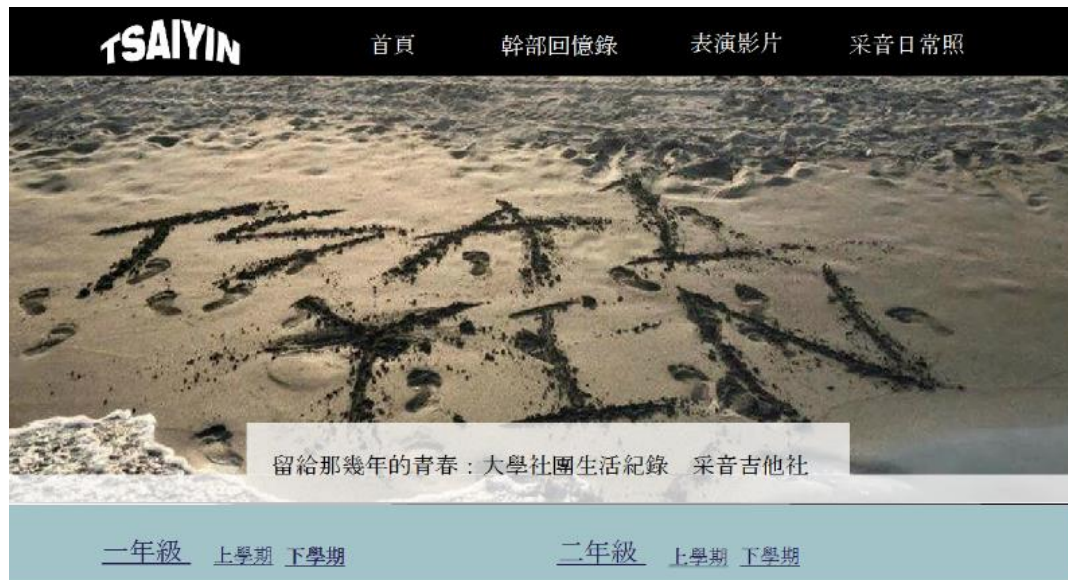 TSAIYIN
首頁 幹部回憶錄 表演影片 采音日常照
TSAI
YIN
留給那幾年的青春：大學社團生活紀錄 采音吉他社
一年級 上學期 下學期 二年級 上學期 下學期